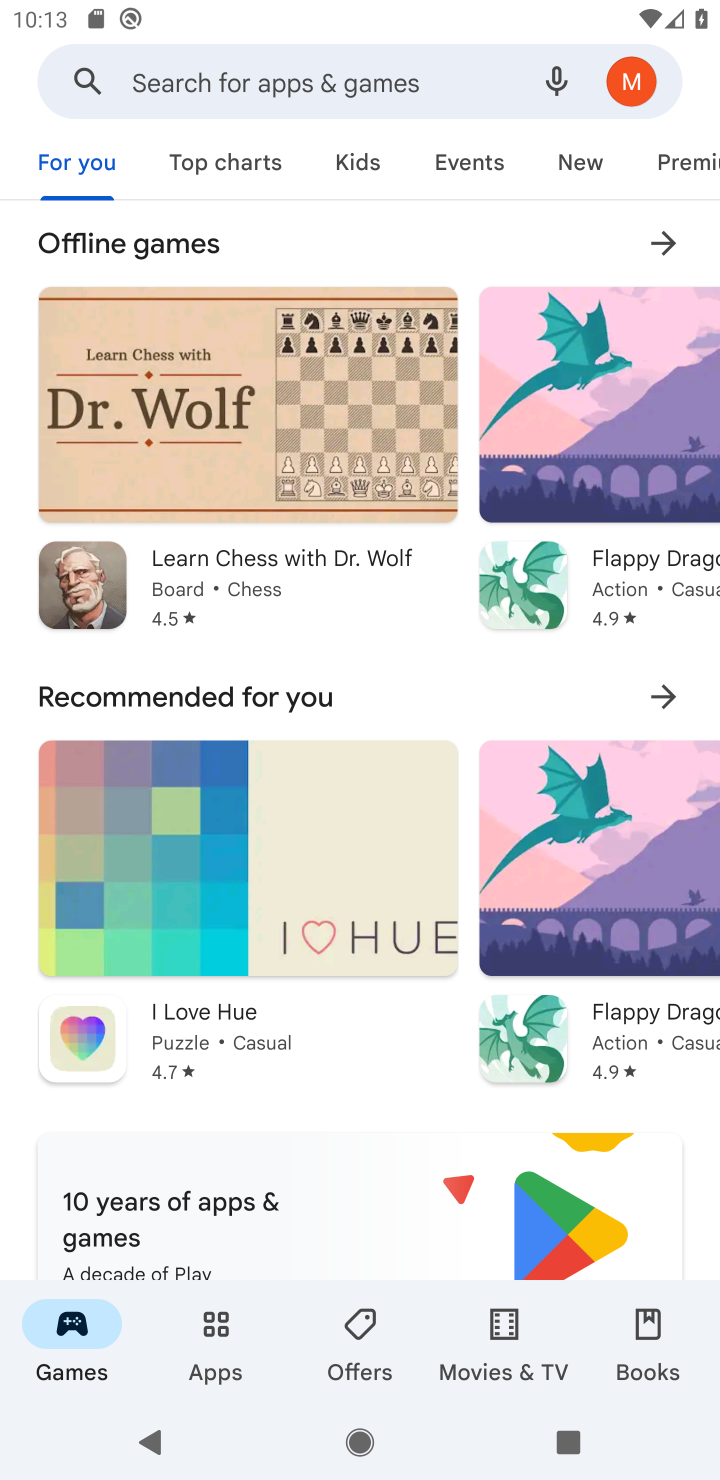 10:13
Search for apps & games
M
For you Top charts Kids Events New Premi
Offline games
Learn Chess with
Dr. Wolf
Learn Chess with Dr. Wolf
Board • Chess
4.5 ★
Flappy Drago
Action • Casua
4.9 ★
Recommended for you
I ♡ HUE
I Love Hue
Puzzle • Casual
4.7 ★
Flappy Drago
Action • Casua
4.9 ★
10 years of apps &
games
A decade of Play
Games Apps Offers Movies & TV Books